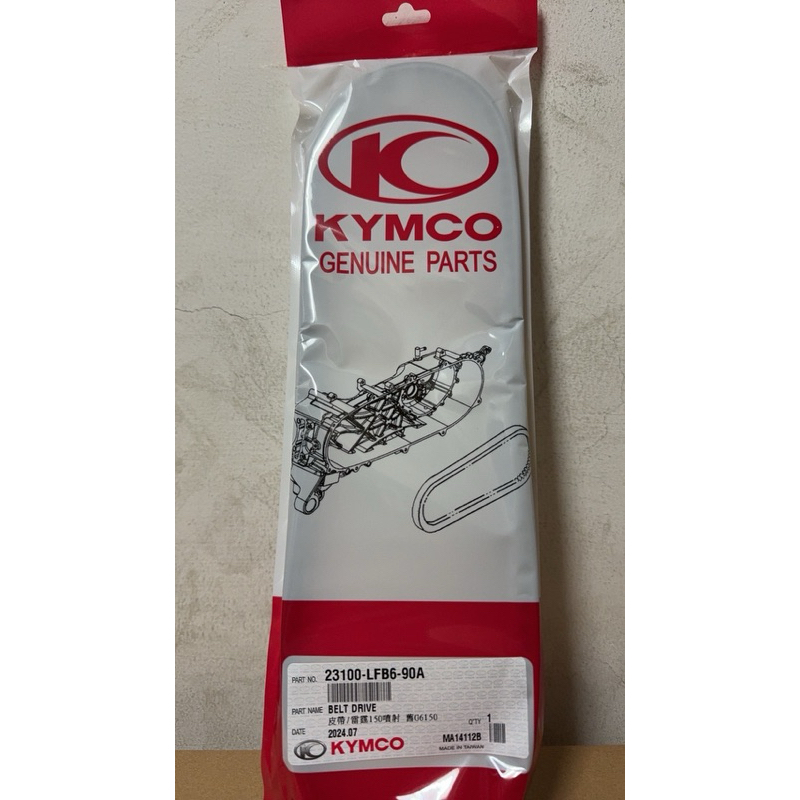 KYMCO
GENUINE PARTS
PART NO. 23100-LFB6-90A
PART NAME BELT DRIVE
皮帶/雷霆150噴射 舊06150
Q'TY 1
DATE 2024.07
MA14112B
KYMCO
MADE IN TAIWAN